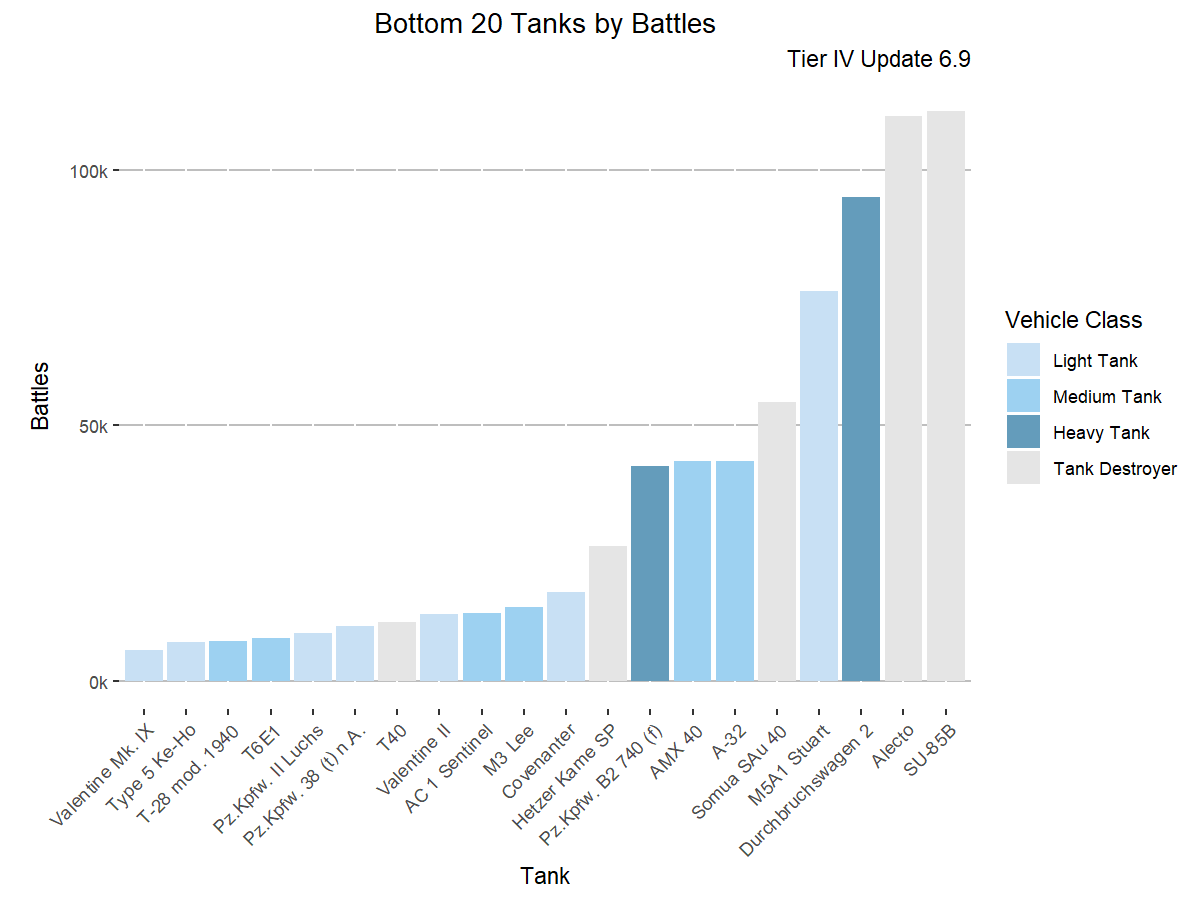 Bottom 20 Tanks by Battles
Tier IV Update 6.9
Battles
100k
50k
0k
Valentine Mk. IX
Type 5 Ke-Ho
T-28 mod. 1940
T6E1
Pz.Kpfw. II Luchs
Pz.Kpfw. 38 (t) n.A.
T40
Valentine II
AC 1 Sentinel
M3 Lee
Covenanter
Hetzer Kame SP
Pz.Kpfw. B2 740 (f)
AMX 40
A-32
Somua SAu 40
M5A1 Stuart
Durchbruchswagen 2
Alecto
SU-85B
Tank
Vehicle Class
Light Tank
Medium Tank
Heavy Tank
Tank Destroyer